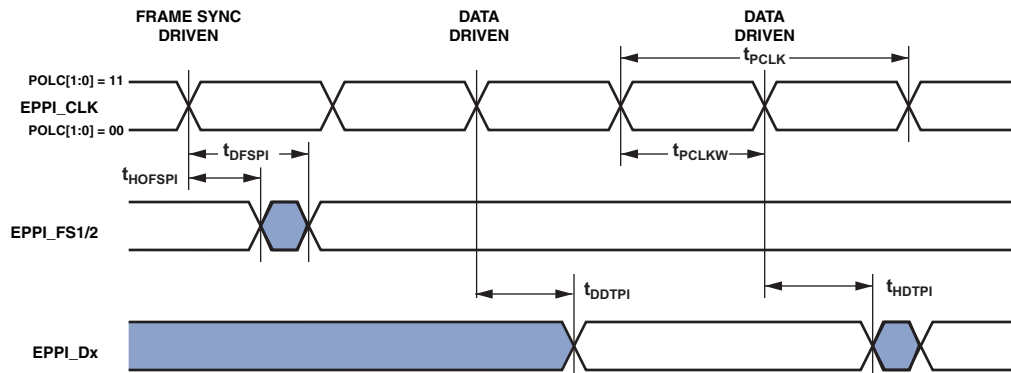 FRAME SYNC
DRIVEN
DATA
DRIVEN
DATA
DRIVEN
tPCLK
POLC[1:0] = 11
EPPI_CLK
POLC[1:0] = 00
tDFSPI
tPCLKW
tHOFSPI
EPPI_FS1/2
tDDTPI
tHDTPI
EPPI_Dx